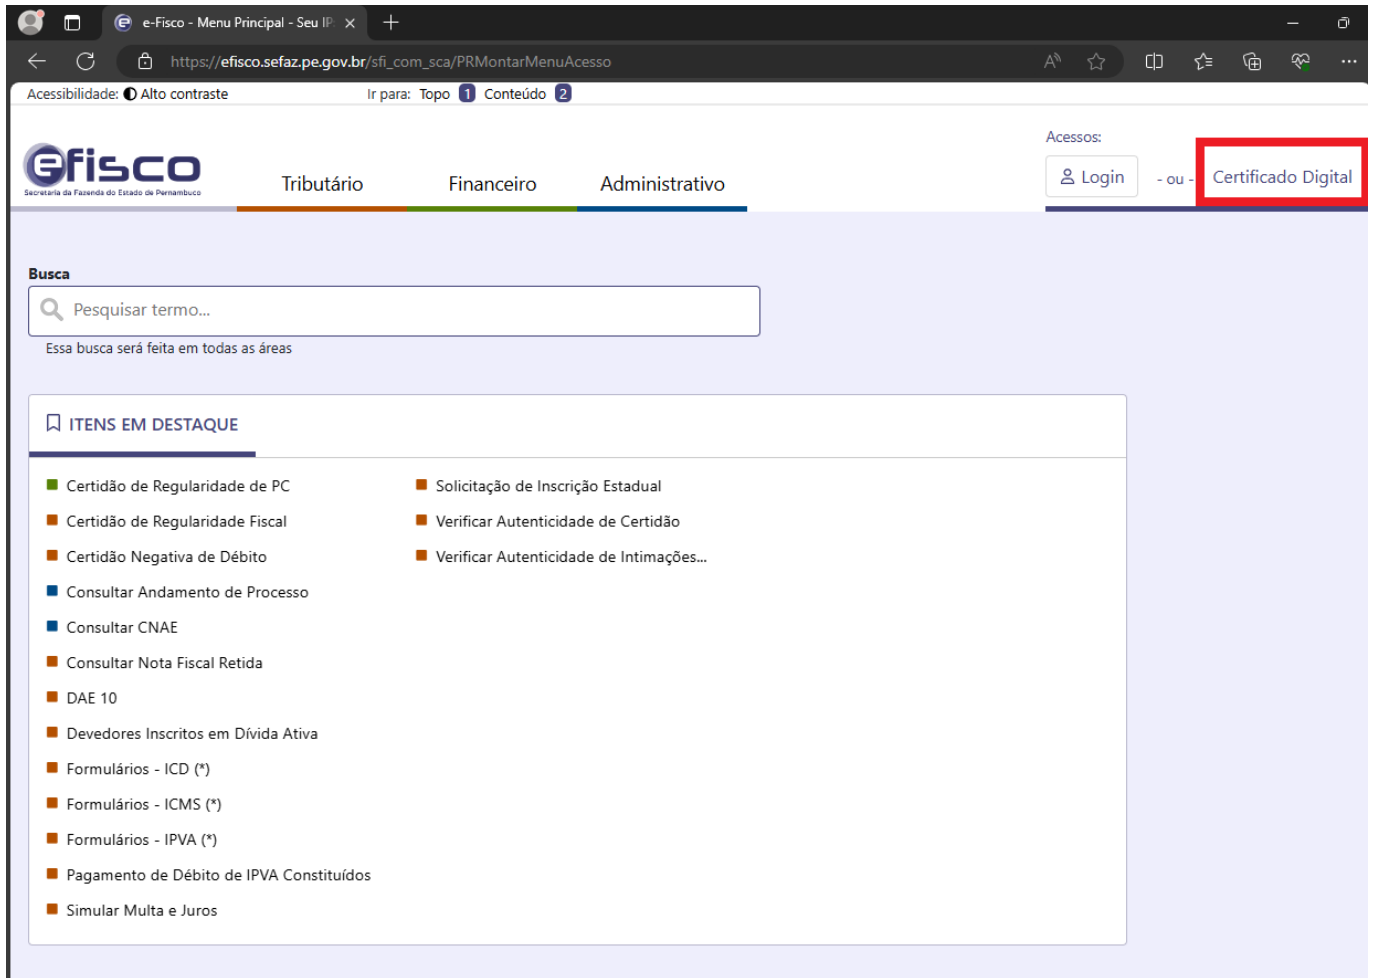 e-Fisco - Menu Principal - Seu IP
https://efisco.sefaz.pe.gov.br/sfi_com_sca/PRMontarMenuAcesso
Acessibilidade: Alto contraste Ir para: Topo 1 Conteúdo 2
Acessos:
efisco
Secretaria da Fazenda do Estado de Pernambuco
Tributário Financeiro Administrativo
Login - ou - Certificado Digital
Busca
Pesquisar termo...
Essa busca será feita em todas as áreas
ITENS EM DESTAQUE
Certidão de Regularidade de PC
Certidão de Regularidade Fiscal
Certidão Negativa de Débito
Consultar Andamento de Processo
Consultar CNAE
Consultar Nota Fiscal Retida
DAE 10
Devedores Inscritos em Dívida Ativa
Formulários - ICD (*)
Formulários - ICMS (*)
Formulários - IPVA (*)
Pagamento de Débito de IPVA Constituídos
Simular Multa e Juros
Solicitação de Inscrição Estadual
Verificar Autenticidade de Certidão
Verificar Autenticidade de Intimações...